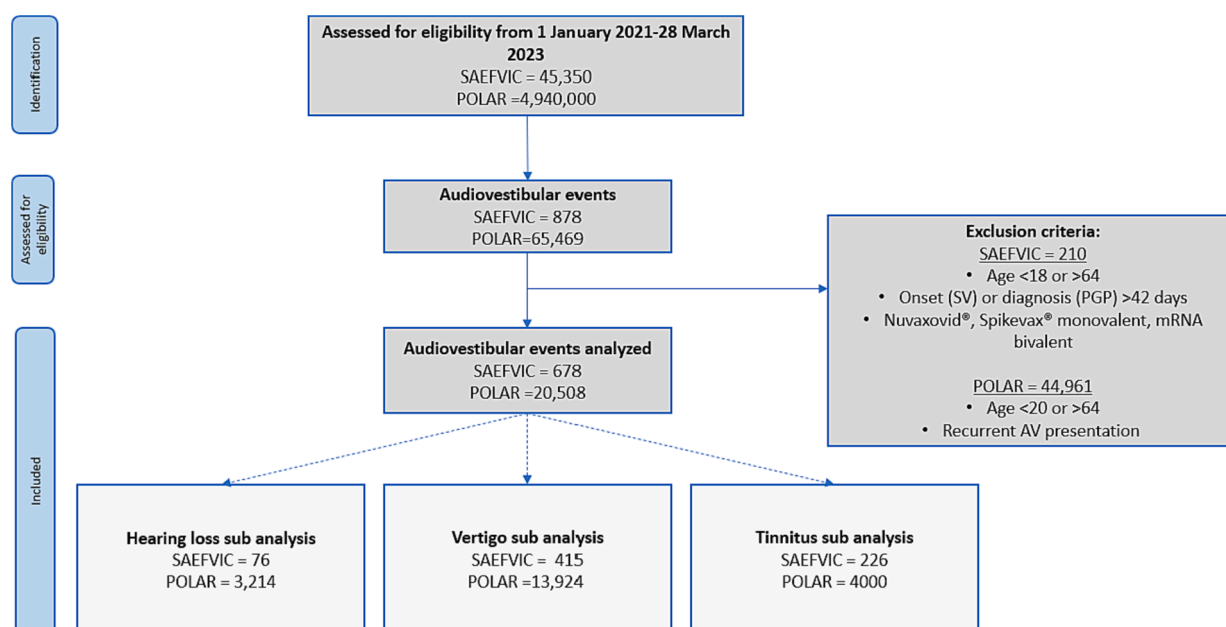 Identification
Assessed for eligibility from 1 January 2021-28 March
2023
SAEFVIC = 45,350
POLAR =4,940,000
Assessed for
eligibility
Audiovestibular events
SAEFVIC = 878
POLAR=65,469
Exclusion criteria:
SAEFVIC = 210
• Age <18 or >64
• Onset (SV) or diagnosis (PGP) >42 days
• Nuvaxovid®, Spikevax® monovalent, mRNA
bivalent
POLAR = 44,961
• Age <20 or >64
• Recurrent AV presentation
Included
Audiovestibular events analyzed
SAEFVIC = 678
POLAR =20,508
Hearing loss sub analysis
SAEFVIC = 76
POLAR = 3,214
Vertigo sub analysis
SAEFVIC = 415
POLAR =13,924
Tinnitus sub analysis
SAEFVIC = 226
POLAR = 4000